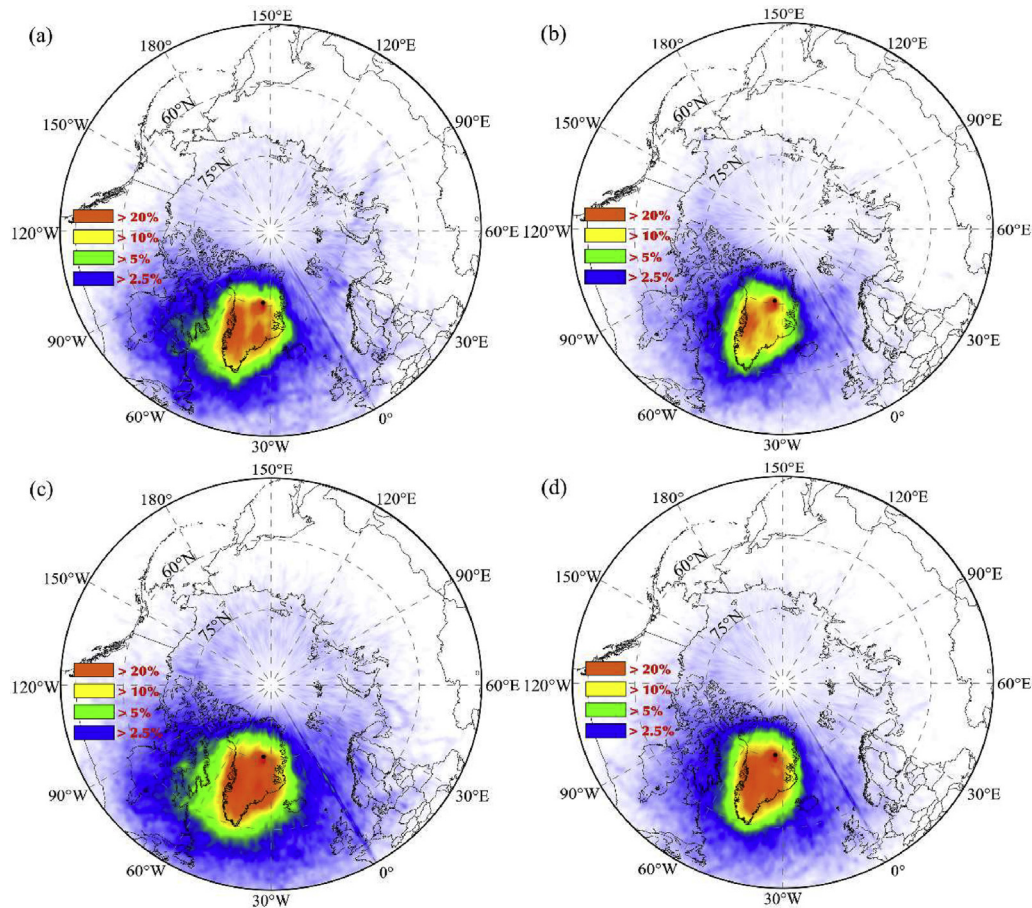 (a)
150°E
180°
120°E
150°W
60°N
90°E
75°N
> 20%
> 10%
120°W
60°E
> 5%
> 2.5%
90°W
30°E
60°W
0°
30°W
(b)
150°E
180°
120°E
150°W
60°N
90°E
75°N
> 20%
> 10%
120°W
60°E
> 5%
> 2.5%
90°W
30°E
60°W
0°
30°W
(c)
150°E
180°
120°E
150°W
60°N
90°E
75°N
> 20%
120°W
60°E
> 10%
> 5%
> 2.5%
90°W
30°E
60°W
0°
30°W
(d)
150°E
180°
120°E
150°W
60°N
90°E
75°N
> 20%
120°W
60°E
> 10%
> 5%
> 2.5%
90°W
30°E
60°W
0°
30°W